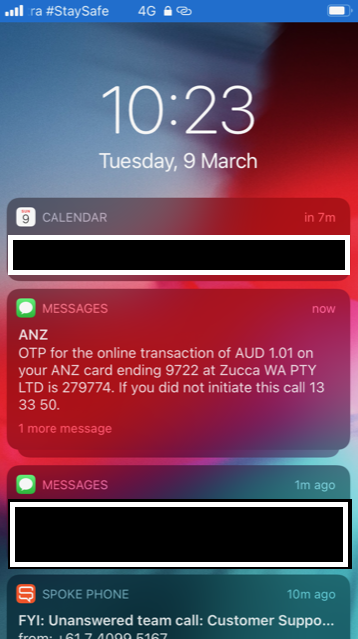 ra #StaySafe 4G
10:23
Tuesday, 9 March
SUN
9 CALENDAR in 7m
MESSAGES now
ANZ
OTP for the online transaction of AUD 1.01 on
your ANZ card ending 9722 at Zucca WA PTY
LTD is 279774. If you did not initiate this call 13
33 50.
1 more message
MESSAGES 1m ago
SPOKE PHONE 10m ago
FYI: Unanswered team call: Customer Suppo...
from: +61 7 4099 5167